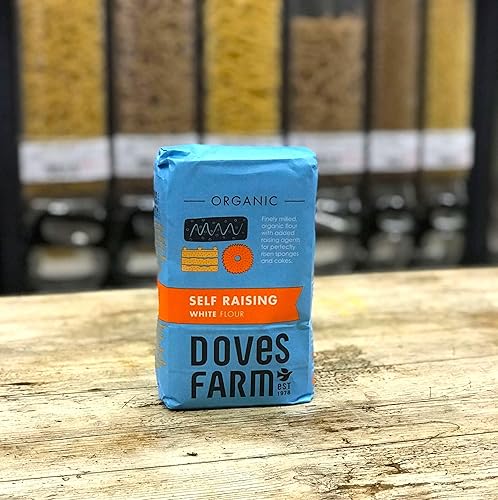 ORGANIC
Finely milled,
organic flour
with added
raising agents
for perfectly
risen sponges
and cakes.
SELF RAISING
WHITE FLOUR
DOVES
FARM
EST
1978